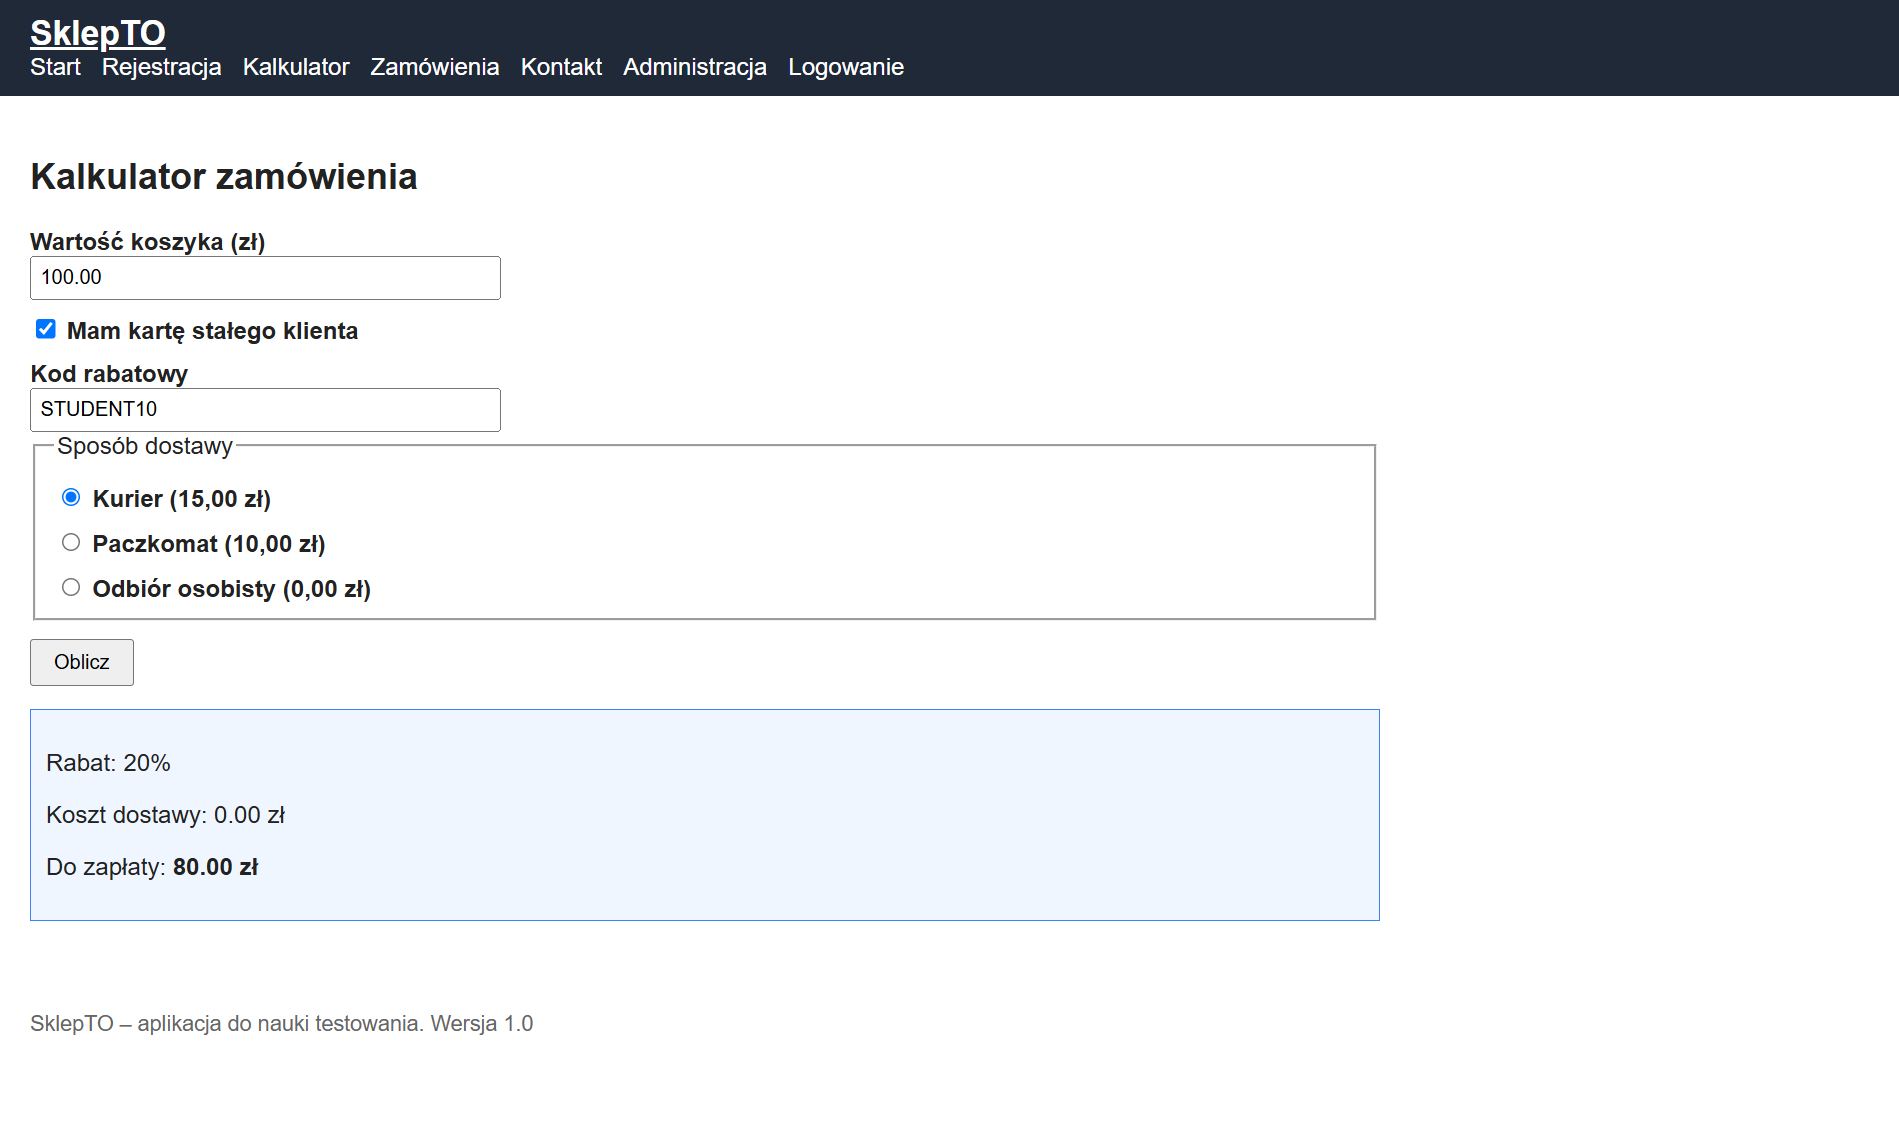 SklepTO
Start Rejestracja Kalkulator Zamówienia Kontakt Administracja Logowanie
Kalkulator zamówienia
Wartość koszyka (zł)
100.00
Mam kartę stałego klienta
Kod rabatowy
STUDENT10
Sposób dostawy
Kurier (15,00 zł)
Paczkomat (10,00 zł)
Odbiór osobisty (0,00 zł)
Oblicz
Rabat: 20%
Koszt dostawy: 0.00 zł
Do zapłaty: 80.00 zł
SklepTO – aplikacja do nauki testowania. Wersja 1.0